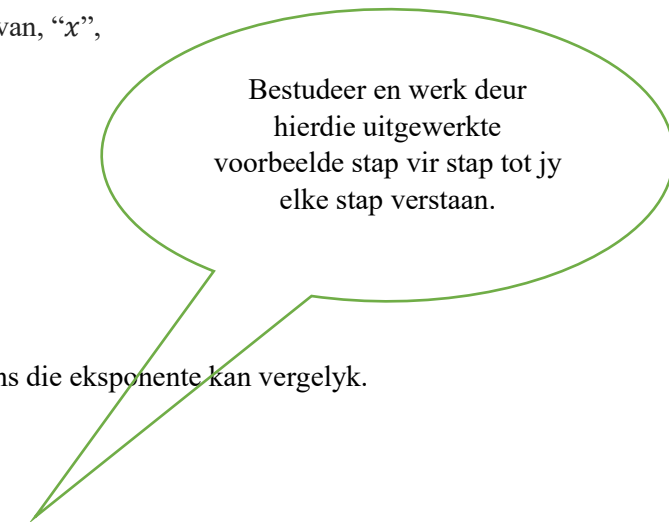 van, “x”,
Bestudeer en werk deur
hierdie uitgewerkte
voorbeelde stap vir stap tot jy
elke stap verstaan.
die eksponente kan vergelyk.